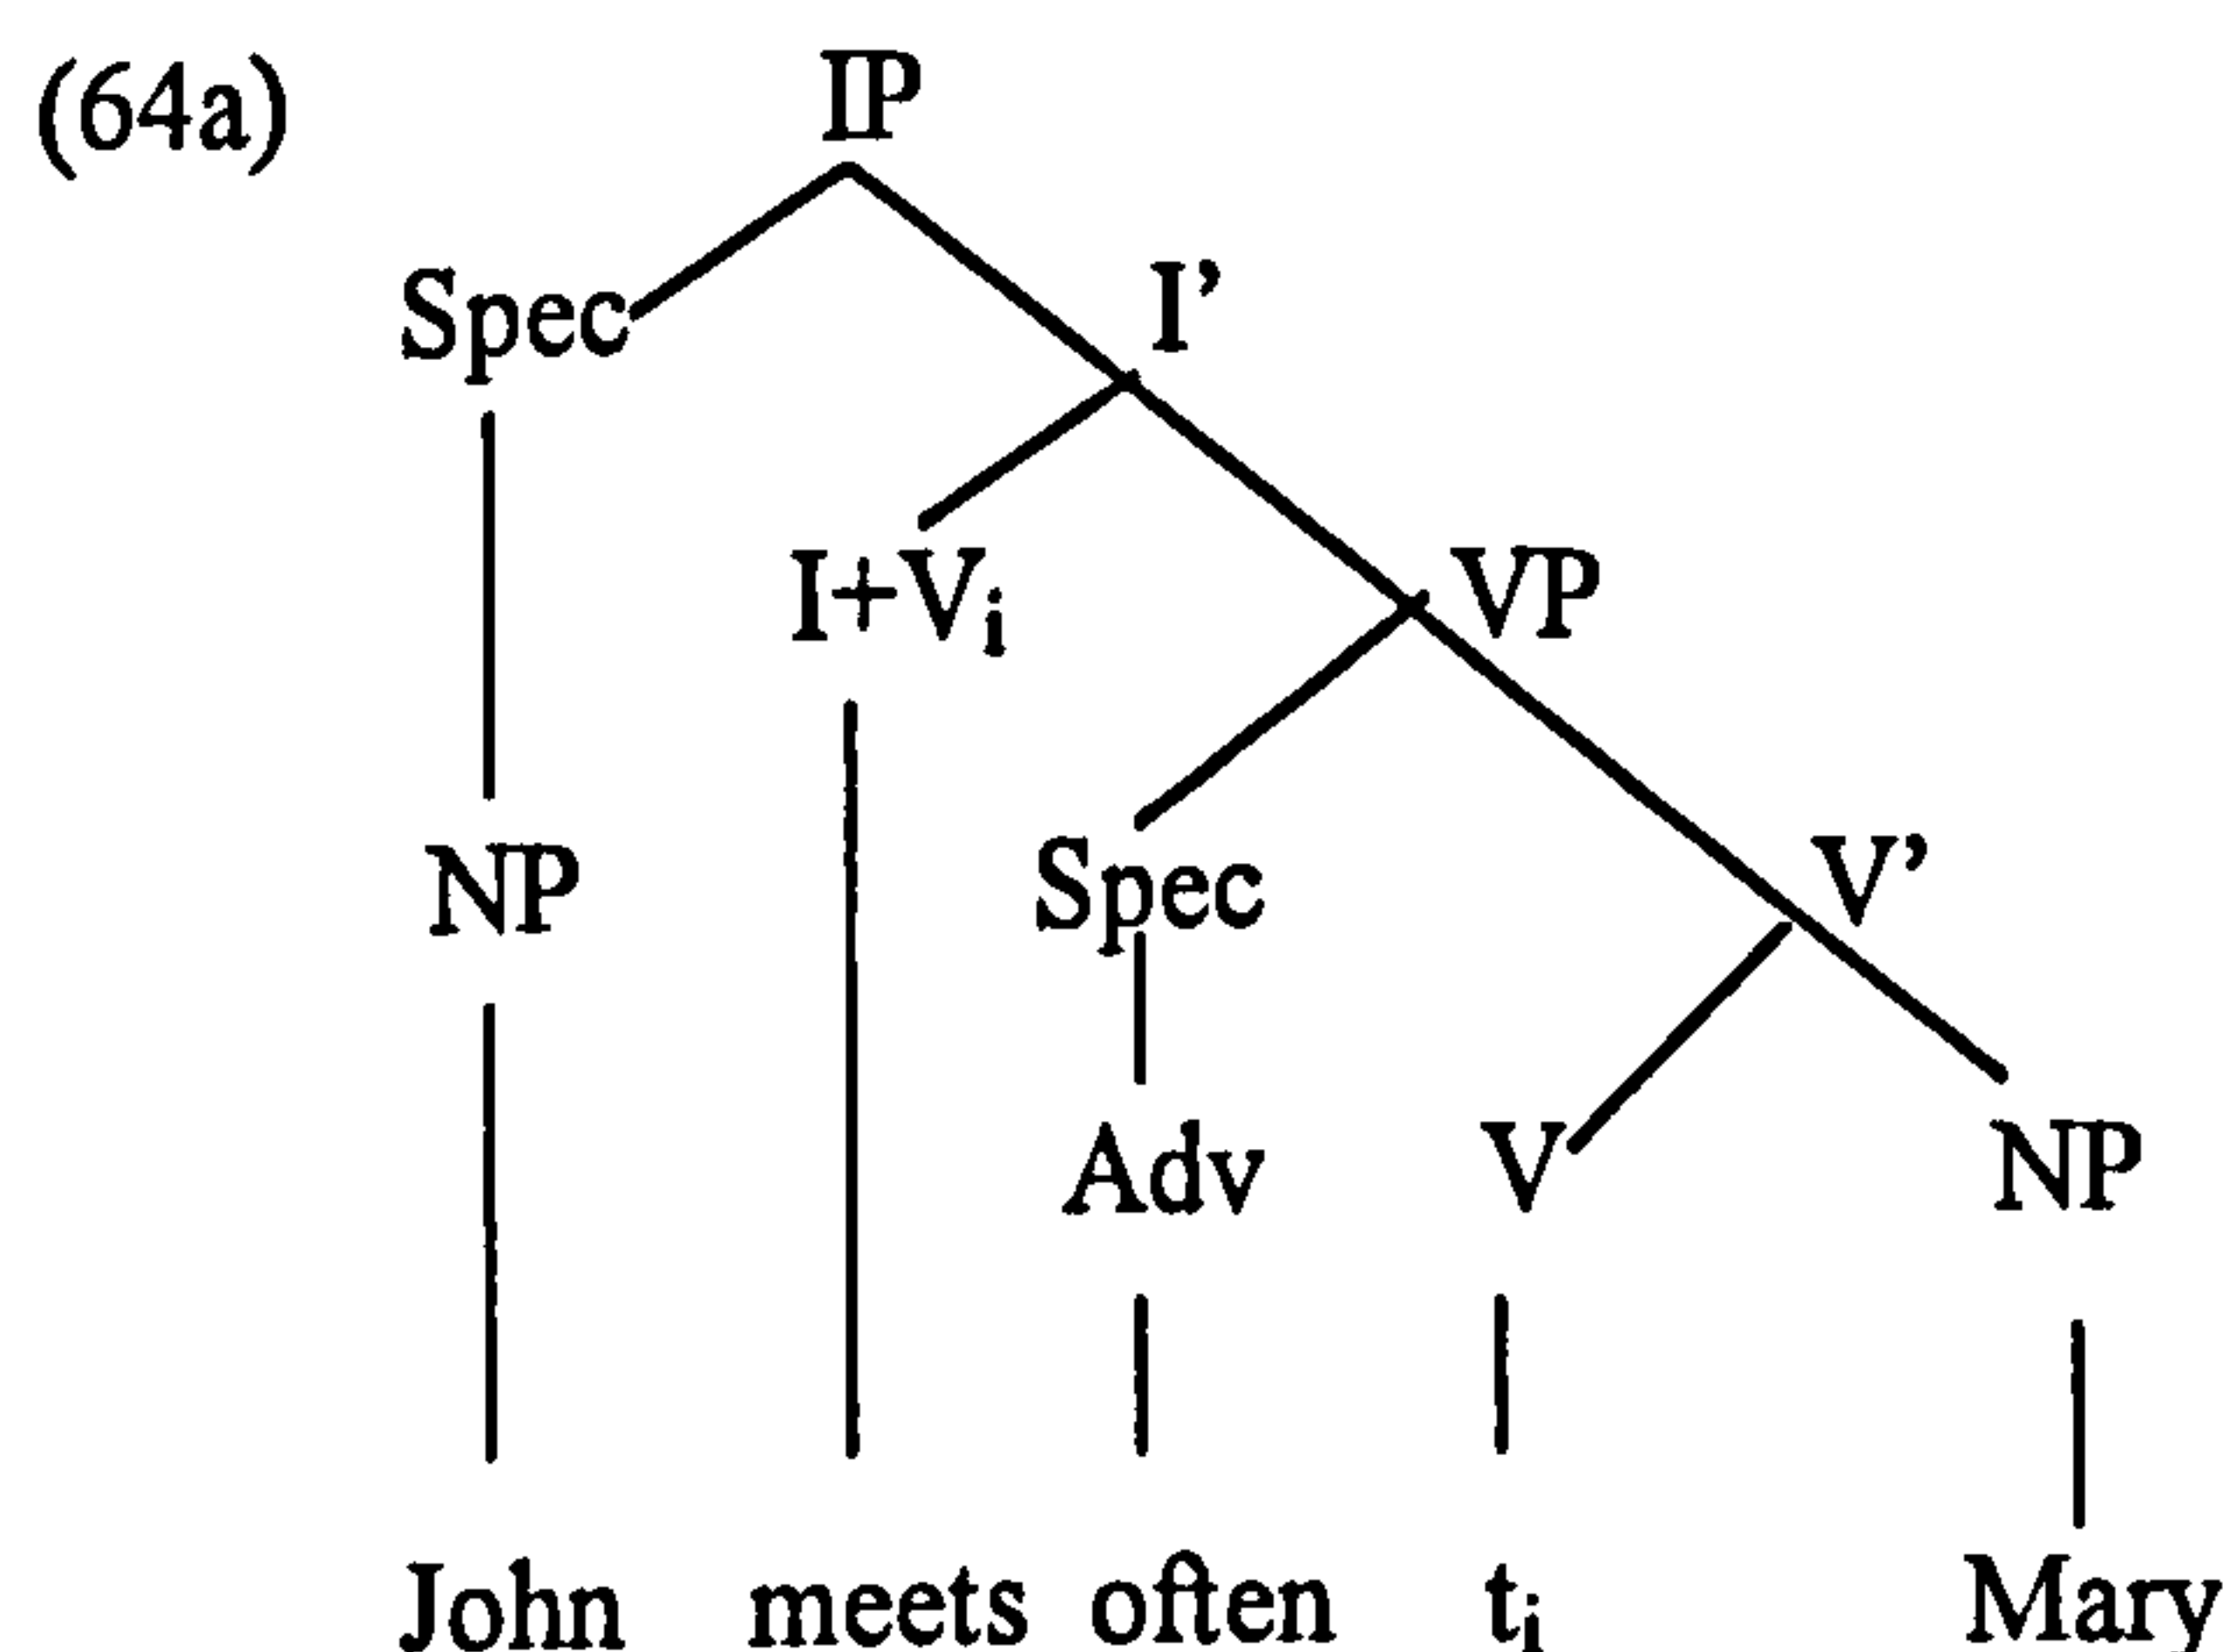 (64a) IP
Spec I’
I+Vi VP
NP Spec V’
Adv V NP
John meets often ti Mary